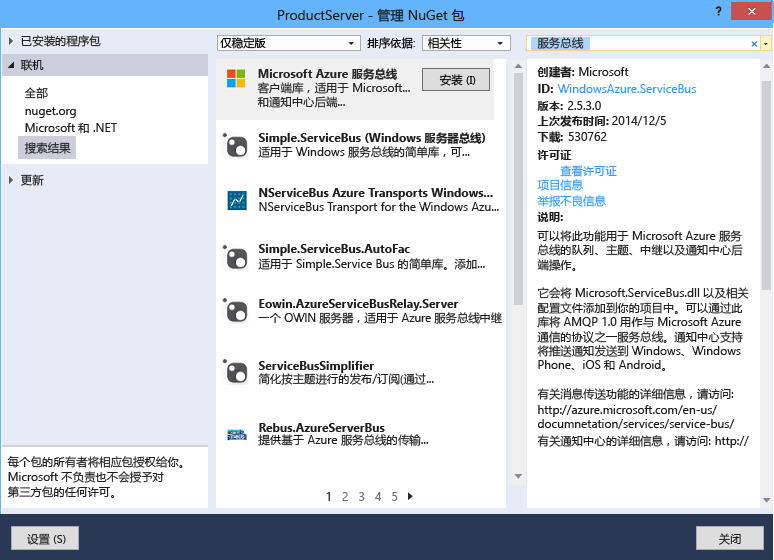 ProductServer - 管理 NuGet 包
已安装的程序包
联机
全部
nuget.org
Microsoft 和 .NET
搜索结果
更新
每个包的所有者将相应包授权给你。
Microsoft 不负责也不会授予对
第三方包的任何许可。
仅稳定版
排序依据:
相关性
Microsoft Azure 服务总线
客户端库，适用于 Microsoft...
和通知中心后端...
安装 (I)
Simple.ServiceBus (Windows 服务器总线)
适用于 Windows 服务总线的简单库，可...
NServiceBus Azure Transports Windows...
NServiceBus Transport for the Windows Azu...
Simple.ServiceBus.AutoFac
适用于 Simple.Service Bus 的简单库。添加...
Eowin.AzureServiceBusRelay.Server
一个 OWIN 服务器，适用于 Azure 服务总线中继
ServiceBusSimplifier
简化按主题进行的发布/订阅(通过...
Rebus.AzureServerBus
提供基于 Azure 服务总线的传输...
1 2 3 4 5
服务总线
创建者: Microsoft
ID: WindowsAzure.ServiceBus
版本: 2.5.3.0
上次发布时间: 2014/12/5
下载: 530762
许可证
查看许可证
项目信息
举报不良信息
说明:
可以将此功能用于 Microsoft Azure 服务
总线的队列、主题、中继以及通知中心后
端操作。
它会将 Microsoft.ServiceBus.dll 以及相关
配置文件添加到你的项目中。可以通过此
库将 AMQP 1.0 用作与 Microsoft Azure
通信的协议之一服务总线。通知中心支持
将推送通知发送到 Windows、Windows
Phone、iOS 和 Android。
有关消息传送功能的详细信息，请访问:
http://azure.microsoft.com/en-us/
documnetation/services/service-bus/
有关通知中心的详细信息，请访问: http://
设置 (S)
关闭